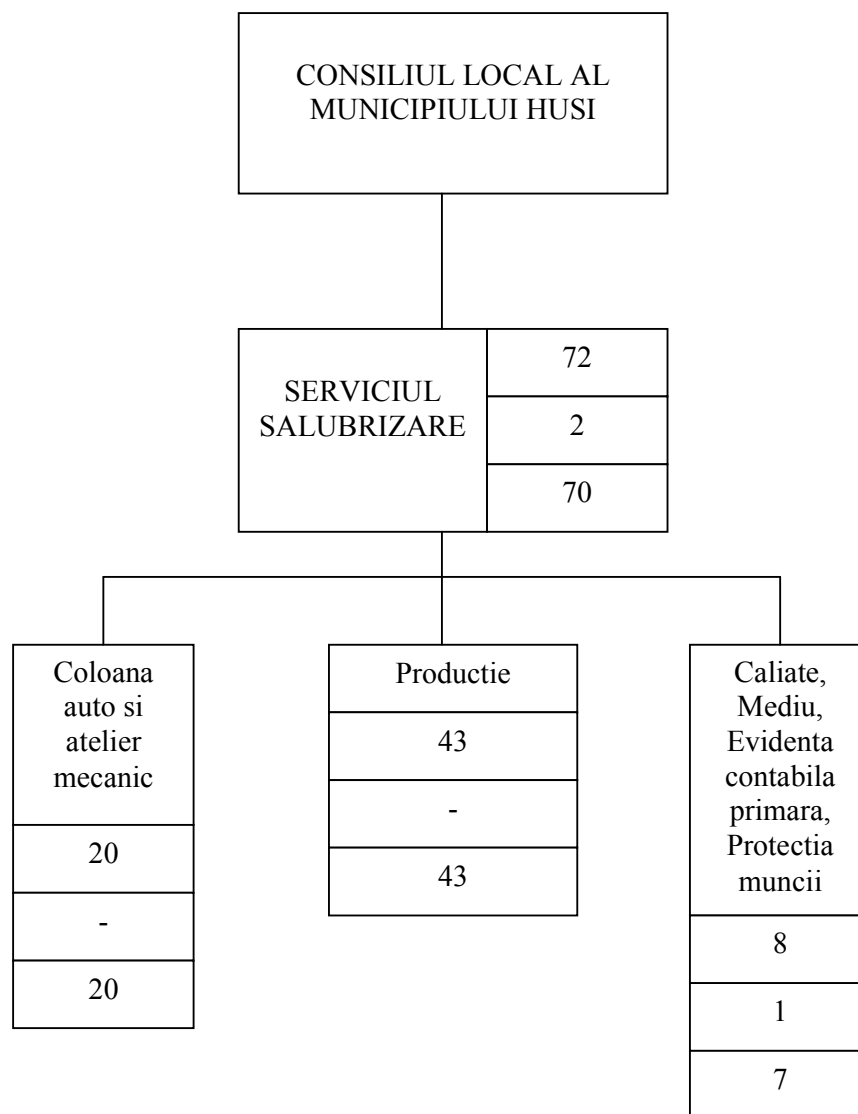 CONSILIUL LOCAL AL
MUNICIPIULUI HUSI
SERVICIUL
SALUBRIZARE
72
2
70
Coloana
auto si
atelier
mecanic
20
-
20
Productie
43
-
43
Caliate,
Mediu,
Evidenta
contabila
primara,
Protectia
muncii
8
1
7